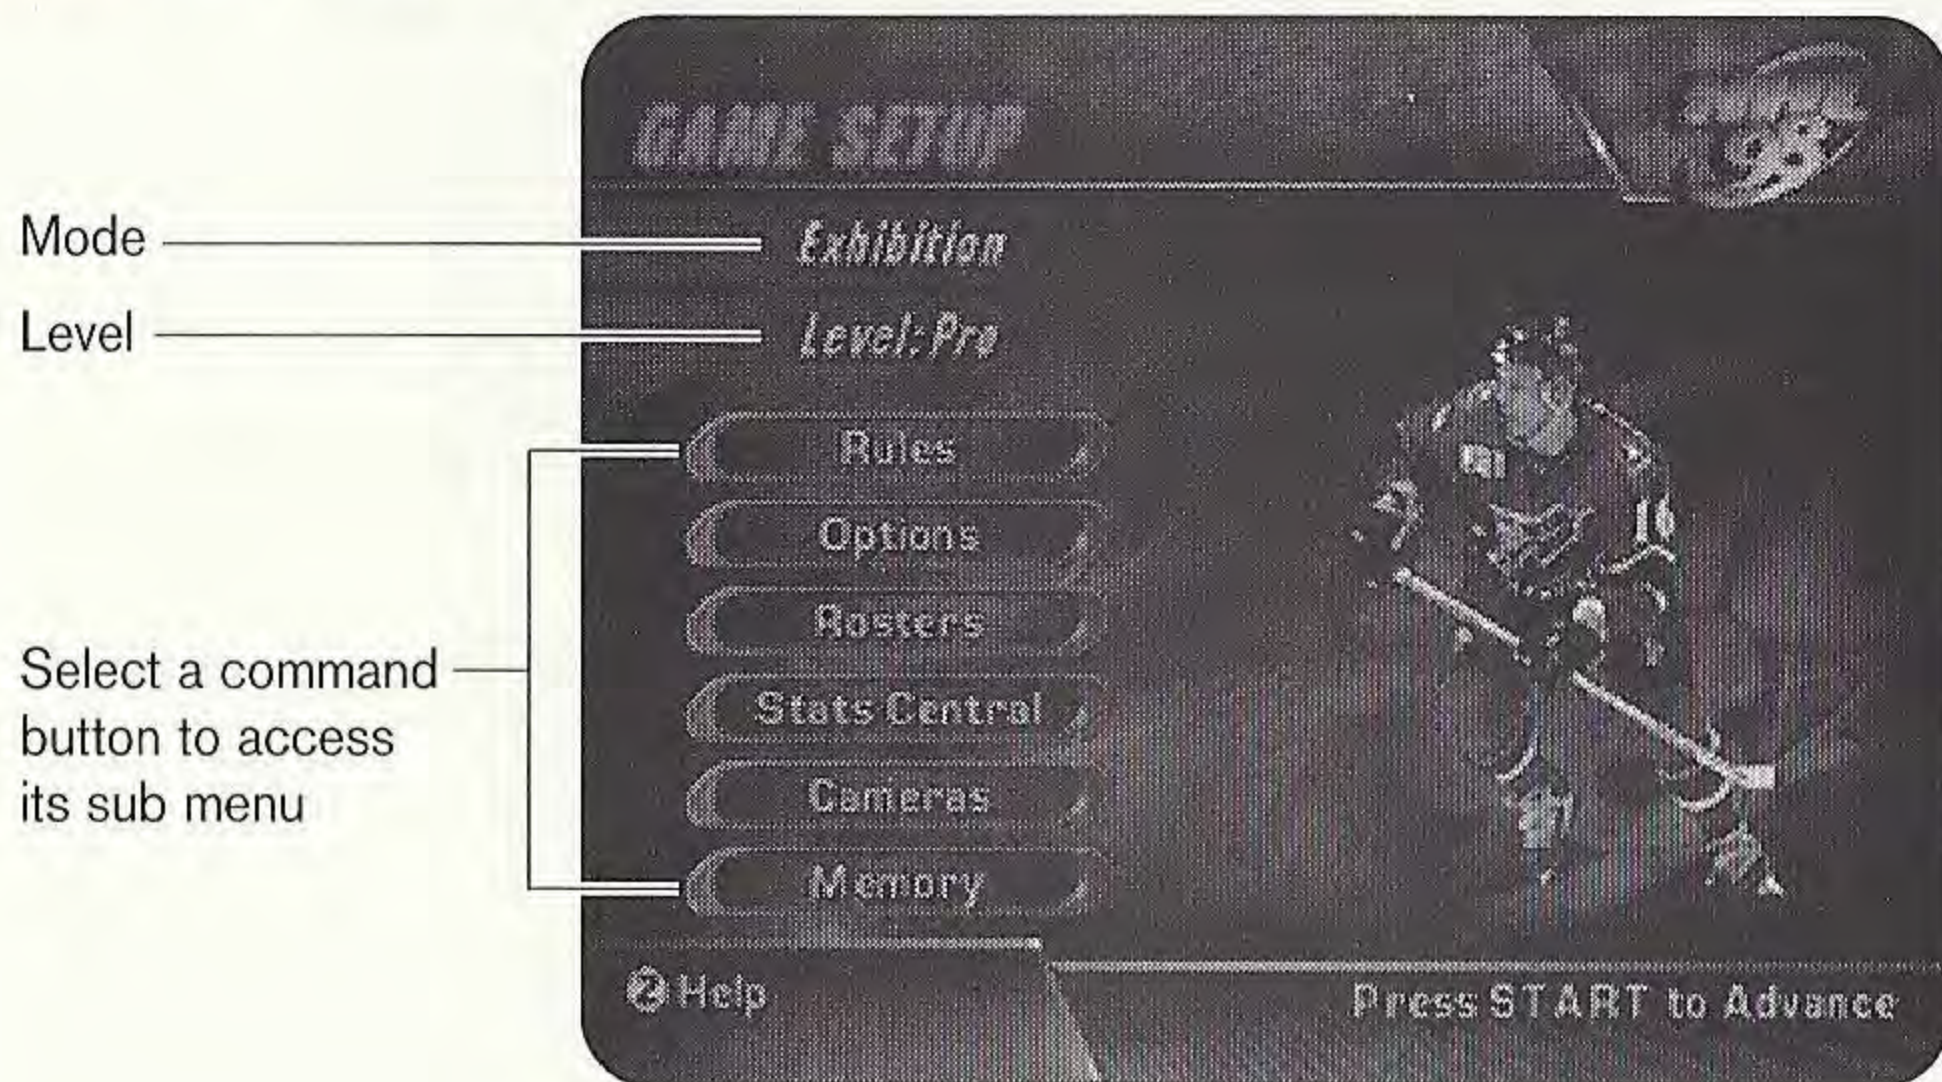 GAME SETUP
Mode
Exhibition
Level
Level: Pro
Rules
Options
Rosters
Select a command
button to access
its sub menu
Stats Central
Cameras
Memory
Z Help
Press START to Advance
16